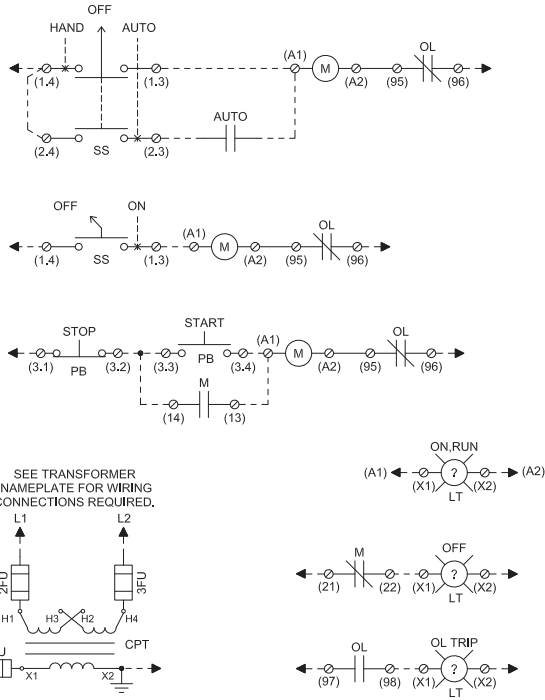 OFF
HAND AUTO
(A1) OL
M
(1.4) (1.3) (A2) (95) (96)
AUTO
(2.4) SS (2.3)
OFF ON
(A1) OL
M
(1.4) SS (1.3) (A2) (95) (96)
STOP START
(A1) OL
M
(3.1) PB (3.2) (3.3) PB (3.4) (A2) (95) (96)
M
(14) (13)
SEE TRANSFORMER
NAMEPLATE FOR WIRING
CONNECTIONS REQUIRED.
L1 L2
2FU 3FU
H1 H3 H2 H4
CPT
X1 X2
ON,RUN
(A1) ? (A2)
(X1) (X2)
LT
M OFF
?
(21) (22) (X1) (X2)
LT
OL OL TRIP
?
(97) (98) (X1) (X2)
LT